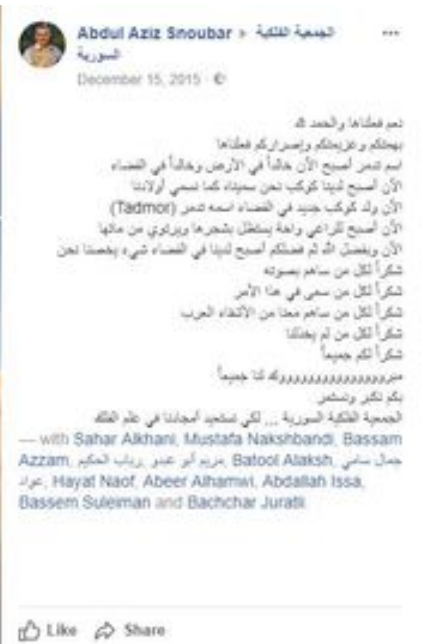 Abdul Aziz Snoubar ▸ الجمعية الفلكية
السورية
December 15, 2015
نعم فعلناها والحمد لله
بهمتكم وعزيمتكم وإصراركم فعلناها
اسم تدمر أصبح الآن خالداً في الأرض وخالداً في الفضاء
الآن أصبح لدينا كوكب نحن سميناه كما نسمي أولادنا
الآن ولد كوكب جديد في الفضاء اسمه تدمر (Tadmor)
الآن أصبح للراعي واحة يستظل بشجرها ويرتوي من مائها
الآن وبفضل الله ثم فضلكم أصبح لدينا في الفضاء شيء يخصنا نحن
شكراً لكل من ساهم بصوته
شكراً لكل من سعى في هذا الأمر
شكراً لكل من ساهم معنا من الأشقاء العرب
شكراً لكل من لم يخذلنا
شكراً لكم جميعاً
مبروووووووووووووووك لنا جميعاً
بكم نكبر ونستمر
الجمعية الفلكية السورية ... لكي نستعيد أمجادنا في علم الفلك
— with Sahar Alkhani, Mustafa Nakshbandi, Bassam
Azzam, جمال سامي, Batool Alaksh, مريم أبو عبدو, رباب الحكيم
عواد, Hayat Naof, Abeer Alhamwi, Abdallah Issa,
Bassem Suleiman and Bachchar Juratli
Like Share